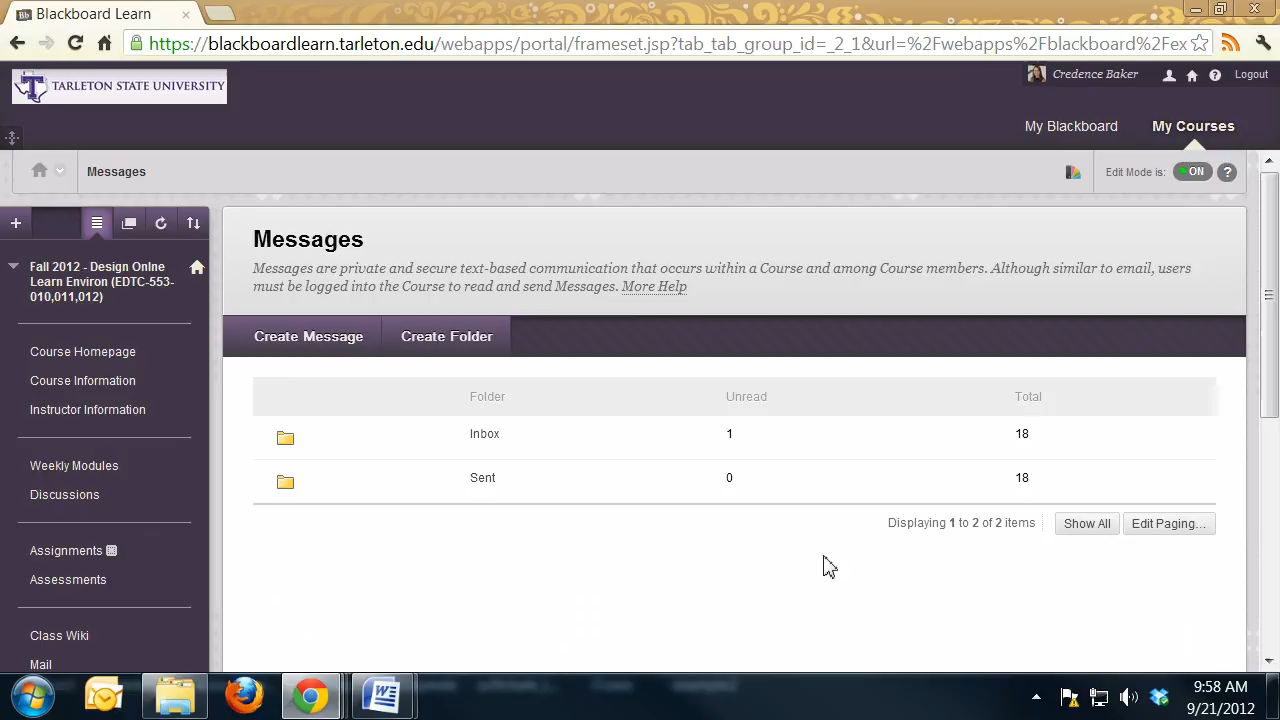 Bb Blackboard Learn
https://blackboardlearn.tarleton.edu/webapps/portal/frameset.jsp?tab_tab_group_id=_2_1&url=%2Fwebapps%2Fblackboard%2Fex
TARLETON STATE UNIVERSITY
Credence Baker
Logout
My Blackboard
My Courses
Messages
Edit Mode is:
ON
?
Fall 2012 - Design Onlne
Learn Environ (EDTC-553-
010,011,012)
Course Homepage
Course Information
Instructor Information
Weekly Modules
Discussions
Assignments
Assessments
Class Wiki
Mail
Messages
Messages are private and secure text-based communication that occurs within a Course and among Course members. Although similar to email, users
must be logged into the Course to read and send Messages. More Help
Create Message
Create Folder
Folder Unread Total
Inbox 1 18
Sent 0 18
Displaying 1 to 2 of 2 items
Show All
Edit Paging...
9:58 AM
9/21/2012